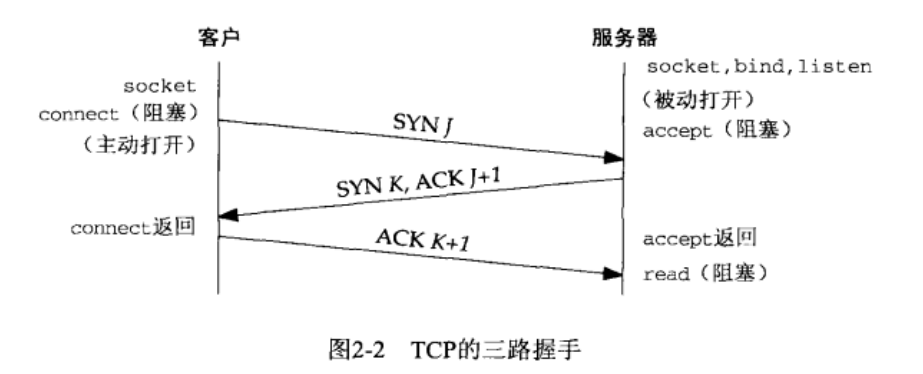 客户
服务器
socket
connect（阻塞）
（主动打开）
socket,bind,listen
（被动打开）
accept（阻塞）
SYN J
SYN K, ACK J+1
connect返回
ACK K+1
accept返回
read（阻塞）
图2-2 TCP的三路握手